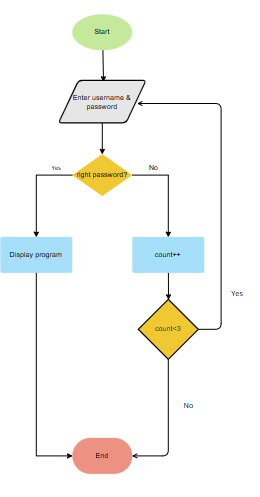 Start
Enter username &
password
Yes
right password?
No
Display program
count++
Yes
count<3
No
End